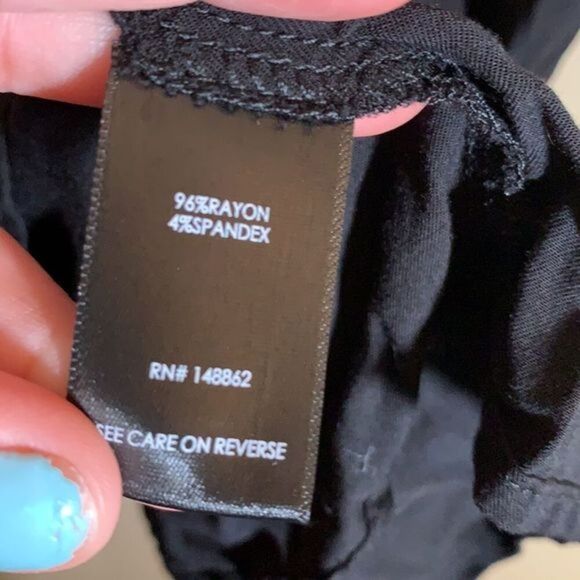 96%RAYON
4%SPANDEX
RN# 148862
SEE CARE ON REVERSE